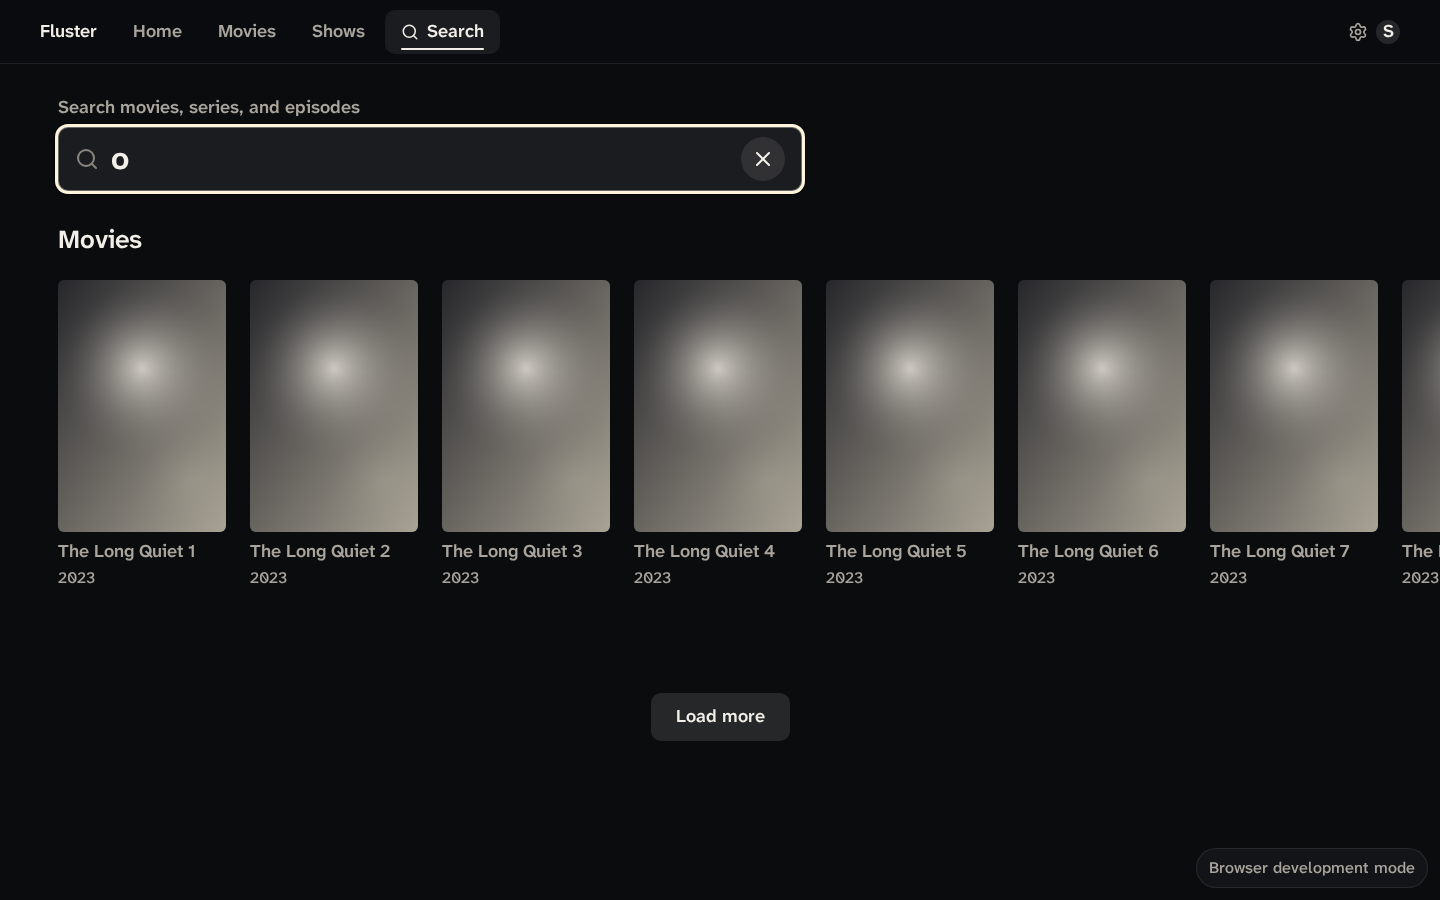 Fluster Home Movies Shows Search S
Search movies, series, and episodes
o
Movies
The Long Quiet 1 The Long Quiet 2 The Long Quiet 3 The Long Quiet 4 The Long Quiet 5 The Long Quiet 6 The Long Quiet 7 The
2023 2023 2023 2023 2023 2023 2023 2023
Load more
Browser development mode